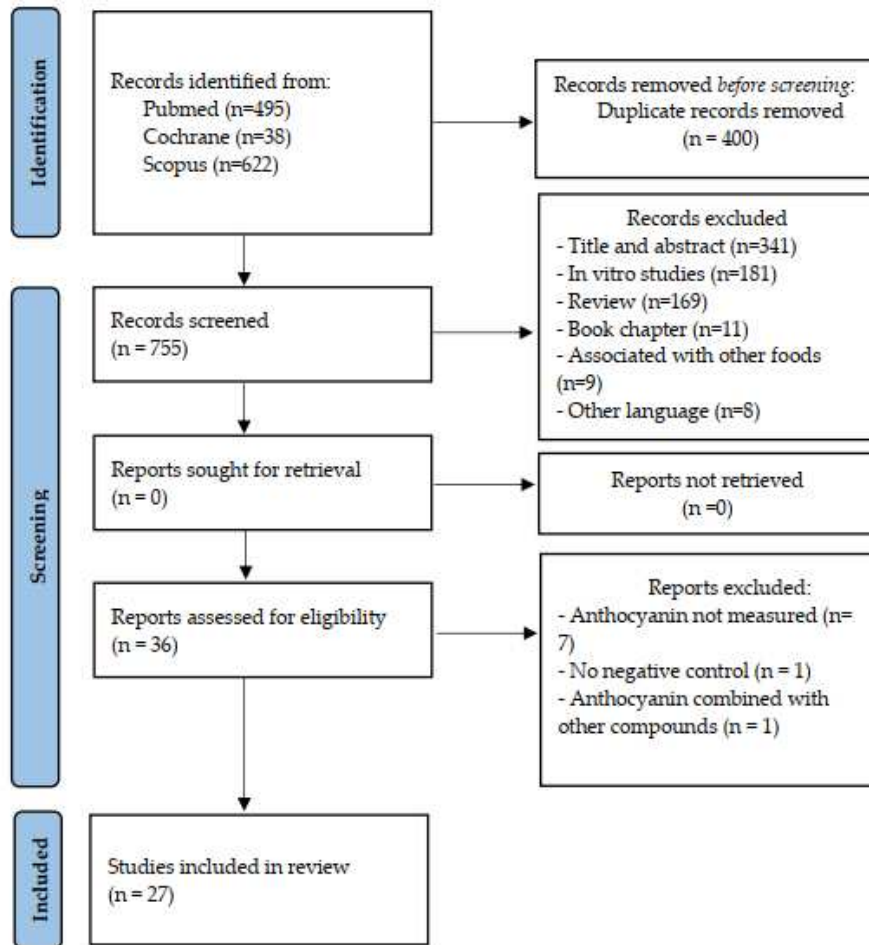 Identification
Records identified from:
Pubmed (n=495)
Cochrane (n=38)
Scopus (n=622)
Records removed before screening:
Duplicate records removed
(n = 400)
Screening
Records screened
(n = 755)
Records excluded
- Title and abstract (n=341)
- In vitro studies (n=181)
- Review (n=169)
- Book chapter (n=11)
- Associated with other foods
(n=9)
- Other language (n=8)
Reports sought for retrieval
(n = 0)
Reports not retrieved
(n =0)
Reports assessed for eligibility
(n = 36)
Reports excluded:
- Anthocyanin not measured (n=
7)
- No negative control (n = 1)
- Anthocyanin combined with
other compounds (n = 1)
Included
Studies included in review
(n = 27)